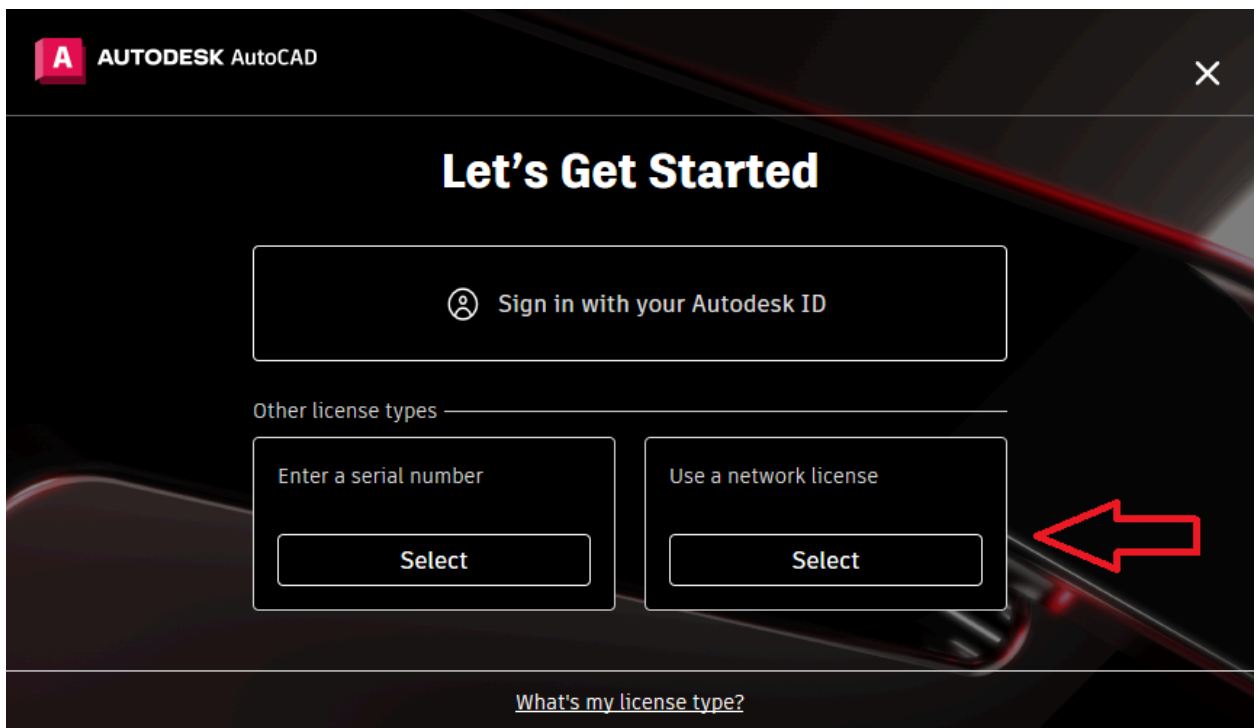 A AUTODESK AutoCAD
Let's Get Started
Sign in with your Autodesk ID
Other license types
Enter a serial number
Use a network license
Select
Select
What's my license type?